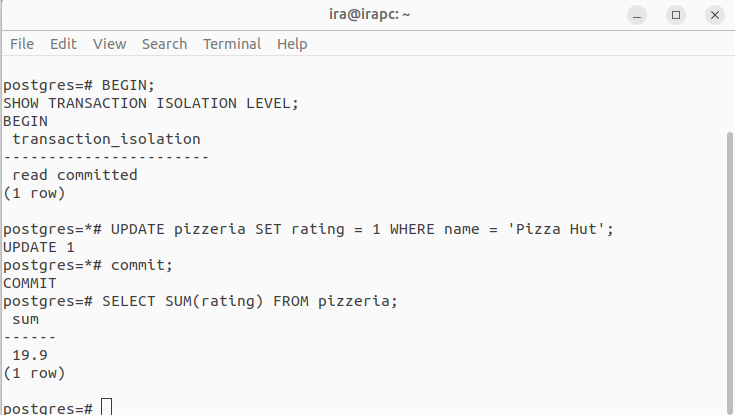 ira@irapc: ~
File Edit View Search Terminal Help
postgres=# BEGIN;
SHOW TRANSACTION ISOLATION LEVEL;
BEGIN
transaction_isolation
-----------------------
read committed
(1 row)
postgres=*# UPDATE pizzeria SET rating = 1 WHERE name = 'Pizza Hut';
UPDATE 1
postgres=*# commit;
COMMIT
postgres=# SELECT SUM(rating) FROM pizzeria;
sum
------
19.9
(1 row)
postgres=#